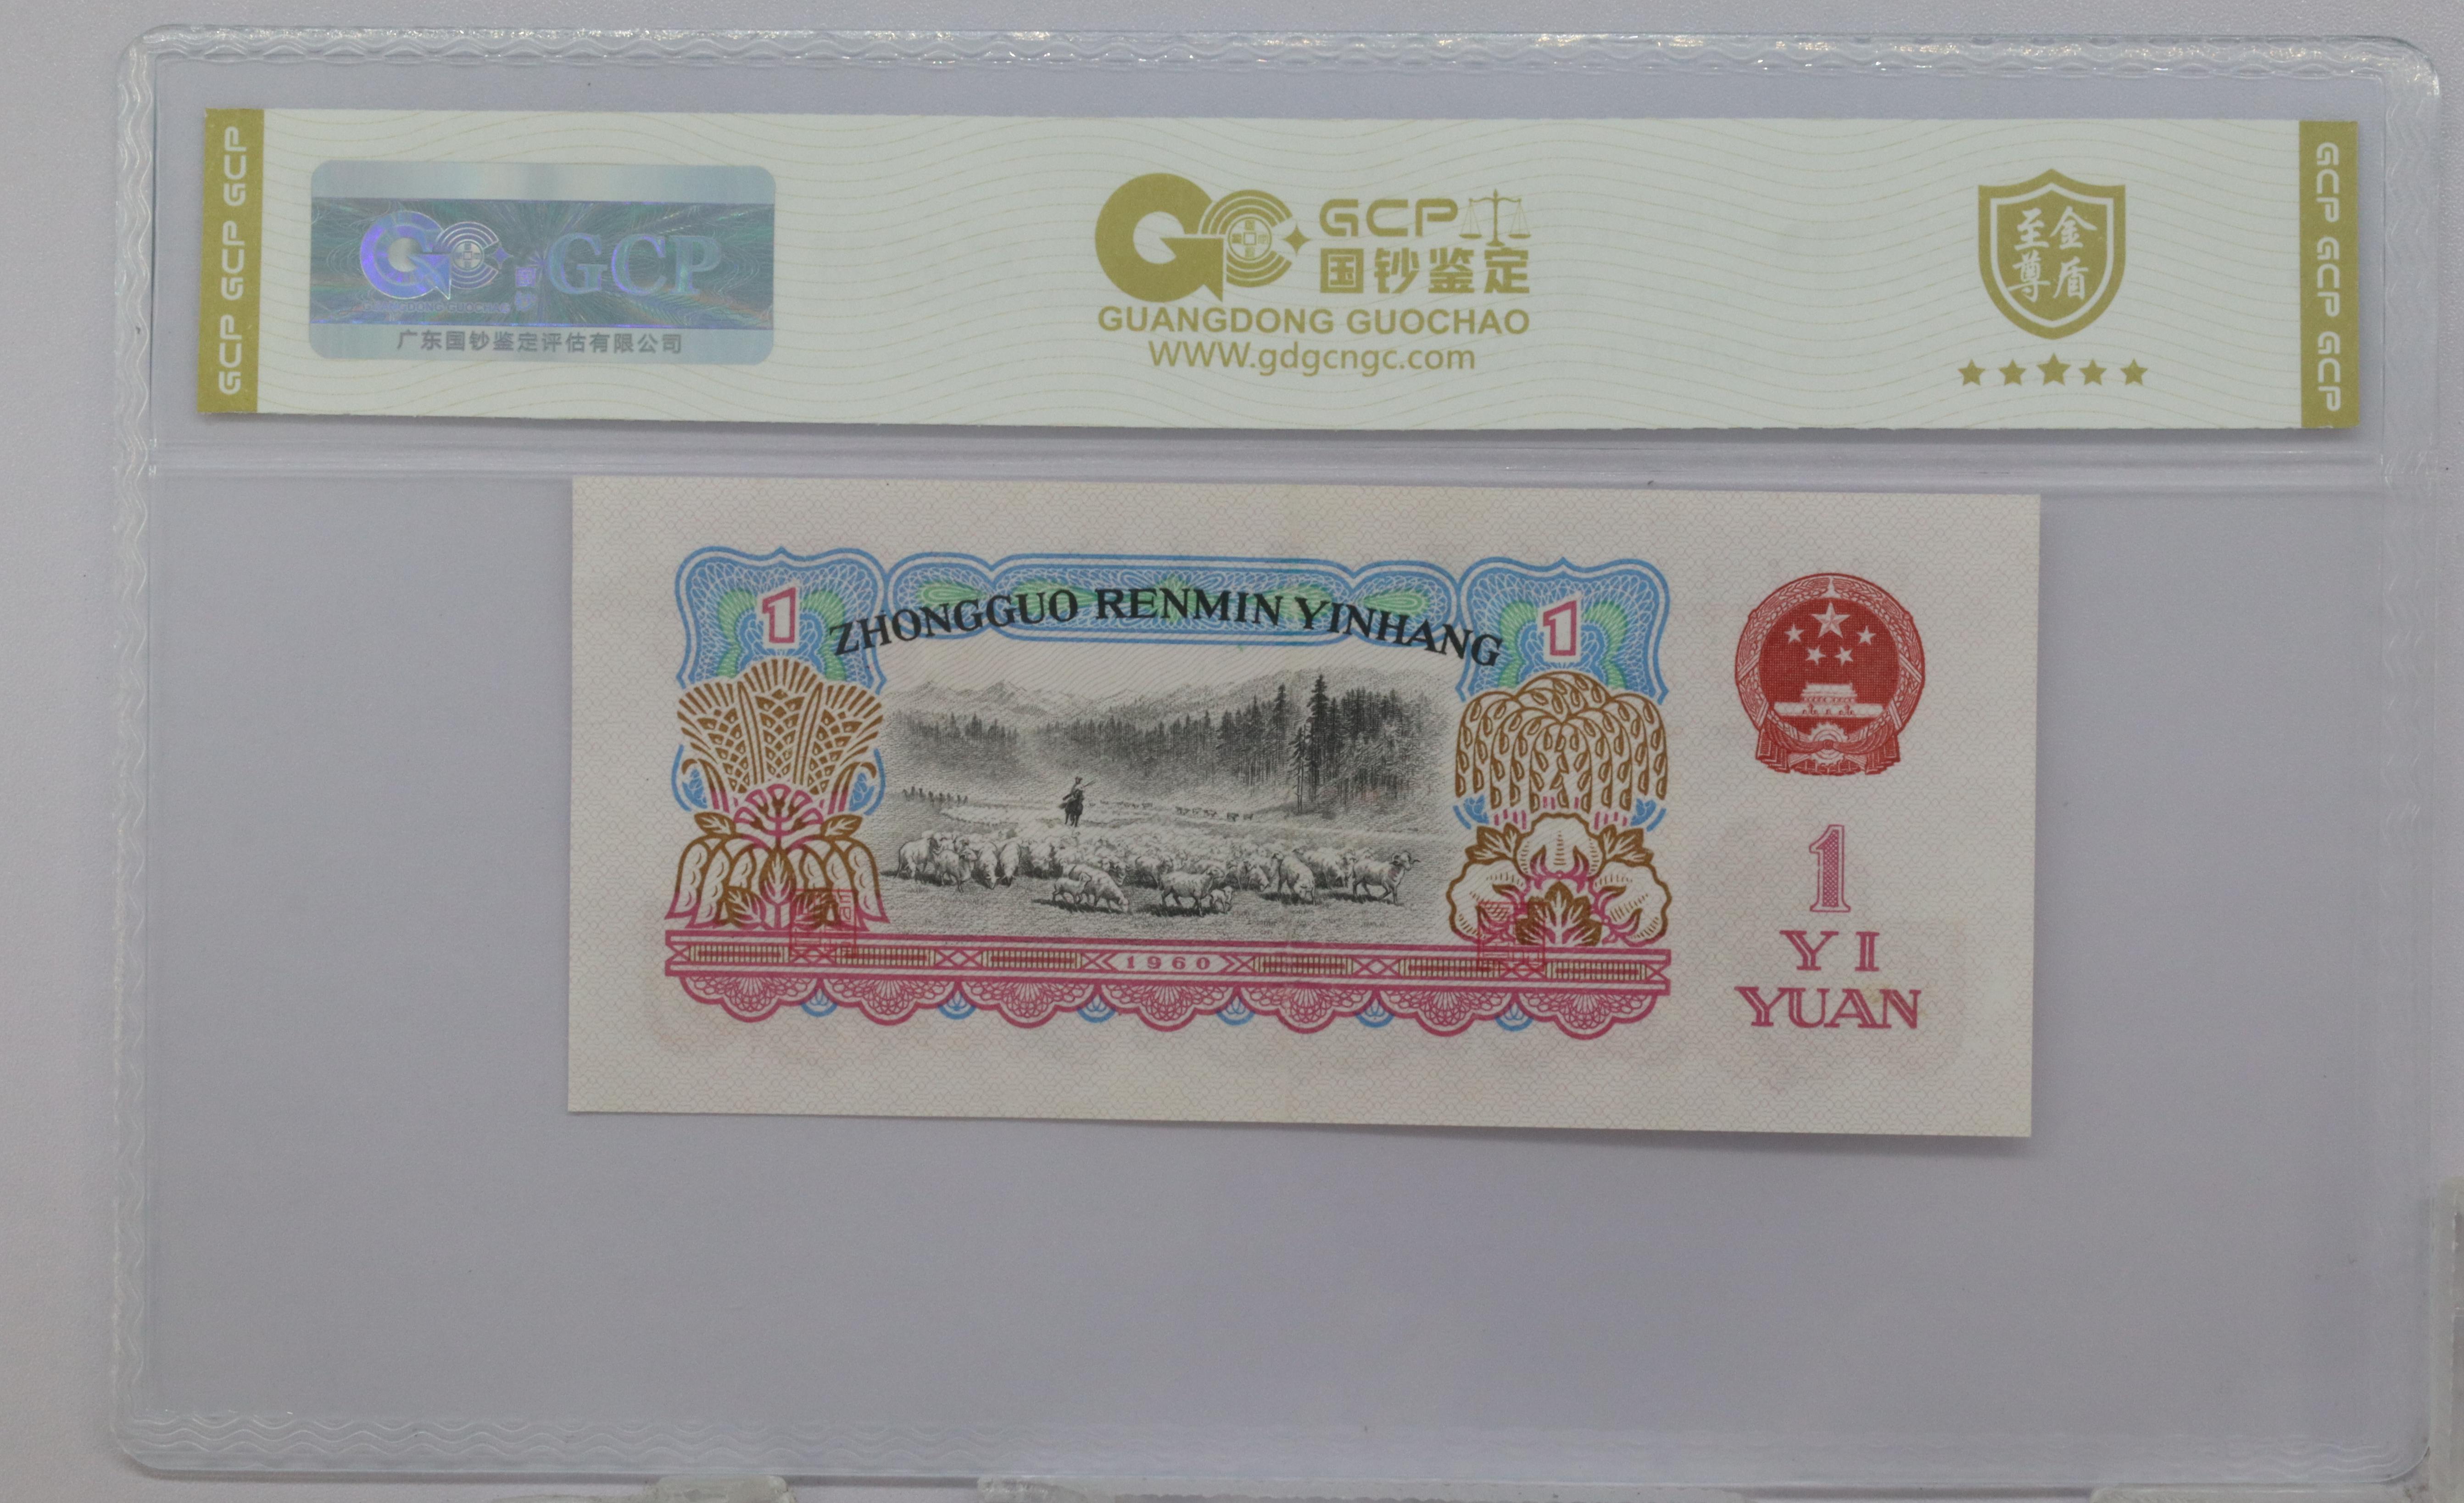 GCP GCP GCP
GCP
GUANGDONG GUOCHAO
广东国钞鉴定评估有限公司
GCP
国钞鉴定
GUANGDONG GUOCHAO
WWW.gdgcngc.com
至金
尊盾
GCP GCP GCP
1
ZHONGGUO RENMIN YINHANG
1
1960
1
YI
YUAN